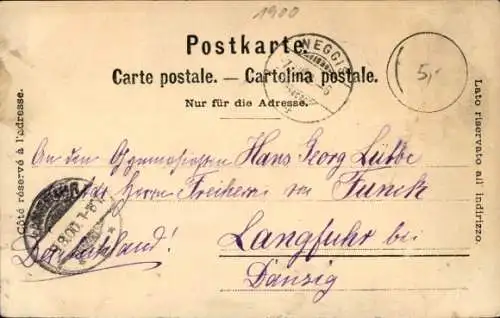 1900
Postkarte.
Carte postale. — Cartolina postale.
Nur für die Adresse.
Côté réservé à l'adresse.
Lato riservato all' indirizzo.
5,-
An den Gymnasiasten Hans Georg Lübbe
Herrn Freiherrn von Funck
Langfuhr bei
Deutschland!
Danzig